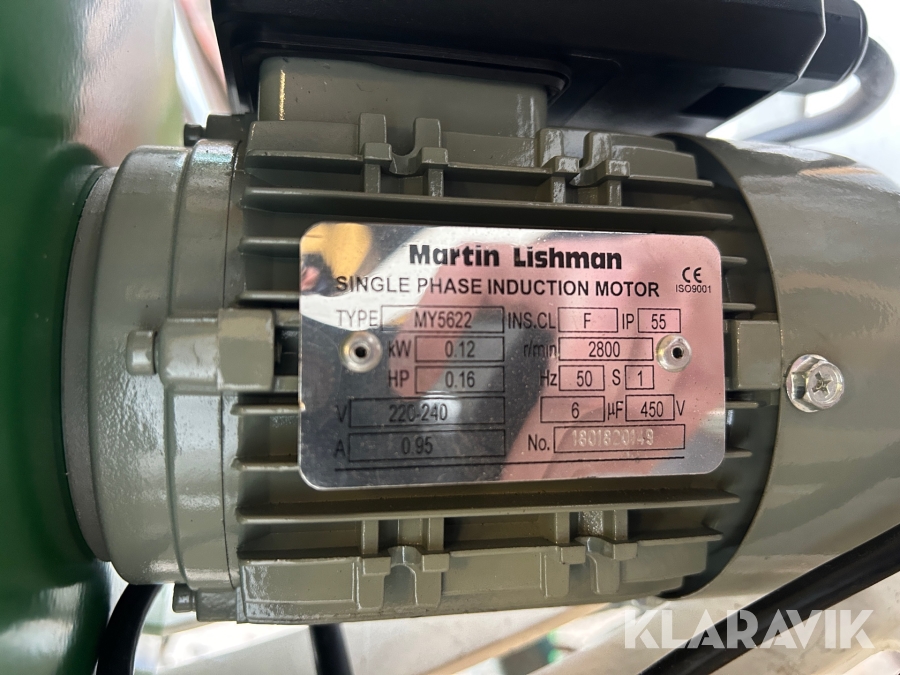 Martin Lishman
SINGLE PHASE INDUCTION MOTOR
CE
ISO9001
TYPE MY5622 INS.CL F IP 55
kW 0.12 r/min 2800
HP 0.16 Hz 50 S 1
V 220-240 6 µF 450 V
A 0.95 No. 1801820149
KLARAVIK